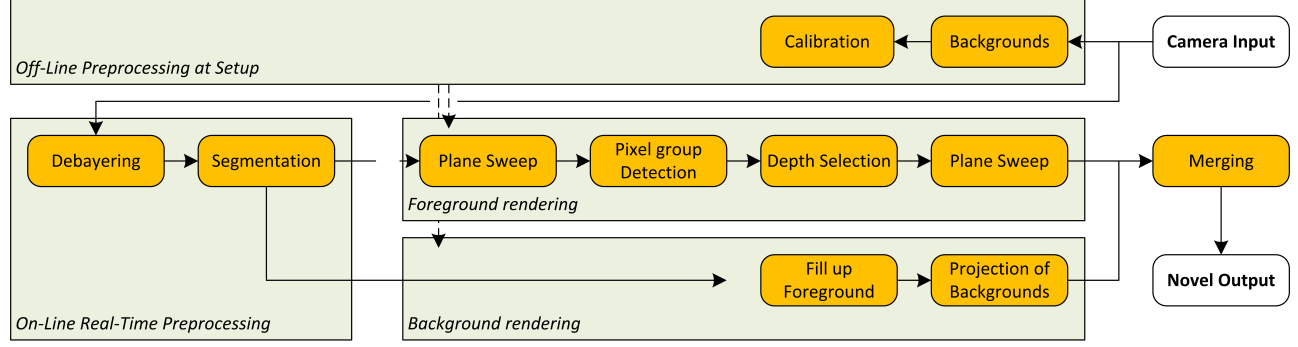 Calibration
Backgrounds
Camera Input
Off-Line Preprocessing at Setup
Debayering
Segmentation
Plane Sweep
Pixel group
Detection
Depth Selection
Plane Sweep
Merging
Foreground rendering
Fill up
Foreground
Projection of
Backgrounds
Novel Output
On-Line Real-Time Preprocessing
Background rendering